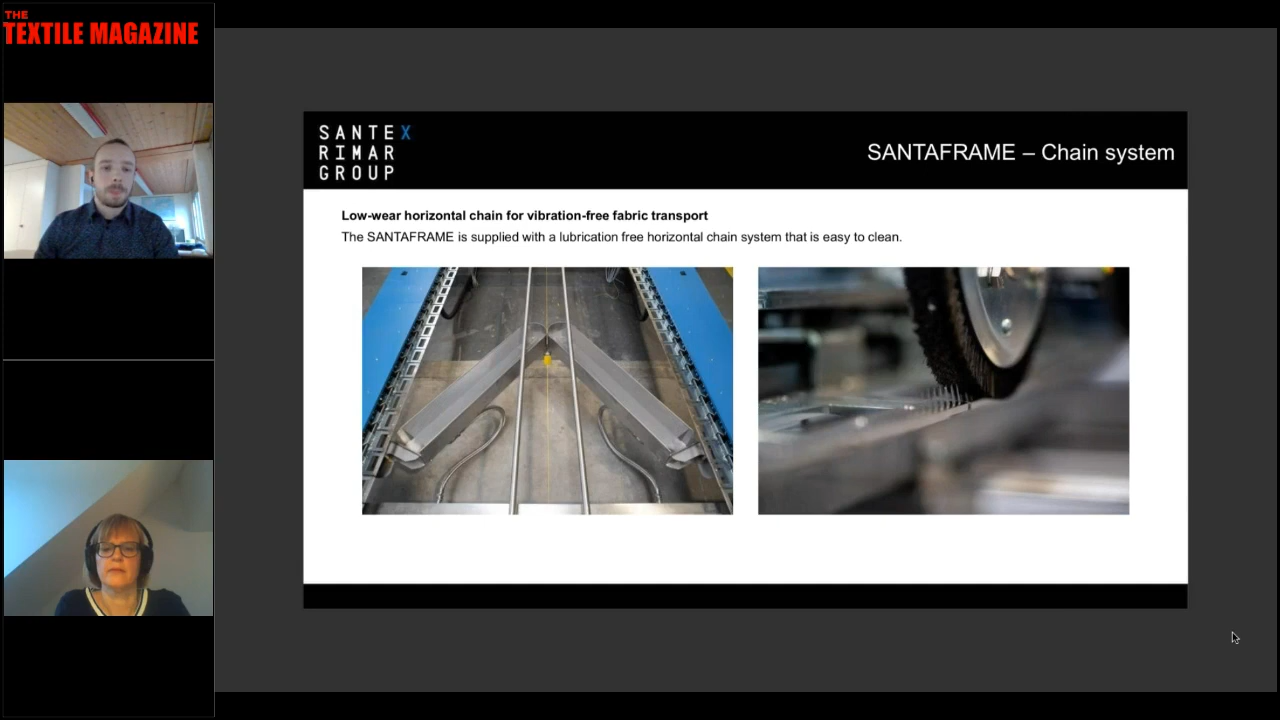 THE
TEXTILE MAGAZINE
SANTEX
RIMAR
GROUP
SANTAFRAME – Chain system
Low-wear horizontal chain for vibration-free fabric transport
The SANTAFRAME is supplied with a lubrication free horizontal chain system that is easy to clean.